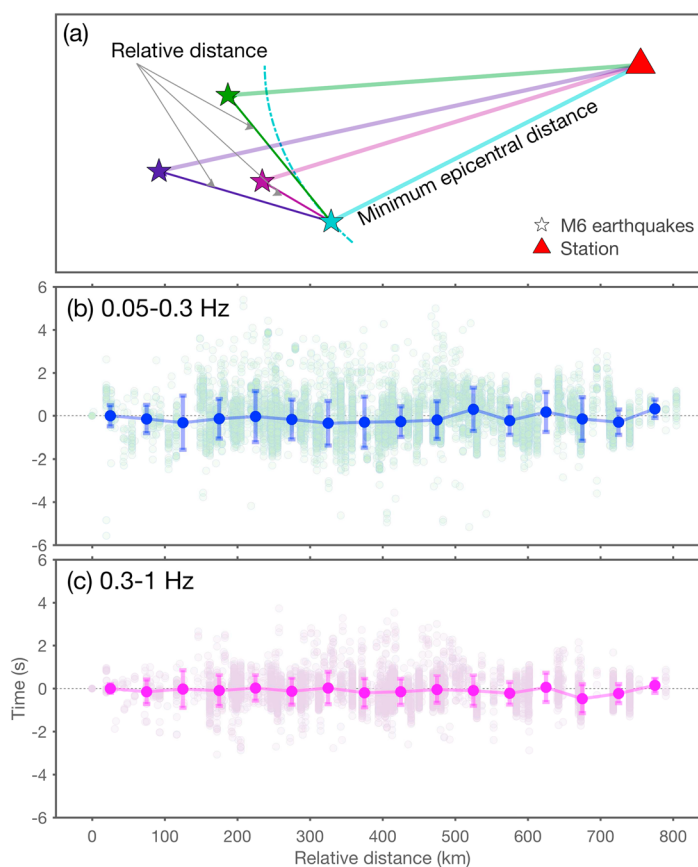 (a)
Relative distance
Minimum epicentral distance
M6 earthquakes
Station
(b) 0.05-0.3 Hz
6
4
2
0
-2
-4
-6
(c) 0.3-1 Hz
6
4
2
0
-2
-4
-6
Time (s)
0 100 200 300 400 500 600 700 800
Relative distance (km)